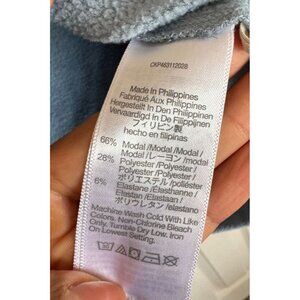 CKP463112028
Made In Philippines
Fabriqué Aux Philippines
Hergestellt In Den Philippinen
Vervaardigd In De Filippijnen
フィリピン製
hecho en filipinas
66% Modal/Modal/Modal/
Modal/レーヨン/modal
28% Polyester/Polyester/
Polyester/Polyester/
ポリエステル/poliéster
6% Elastane/Elasthanne/
Elasthan/Elastaan/
ポリウレタン/elastano
Machine Wash Cold With Like
Colors. Non-Chlorine Bleach
Only. Tumble Dry Low. Iron
On Lowest Setting.